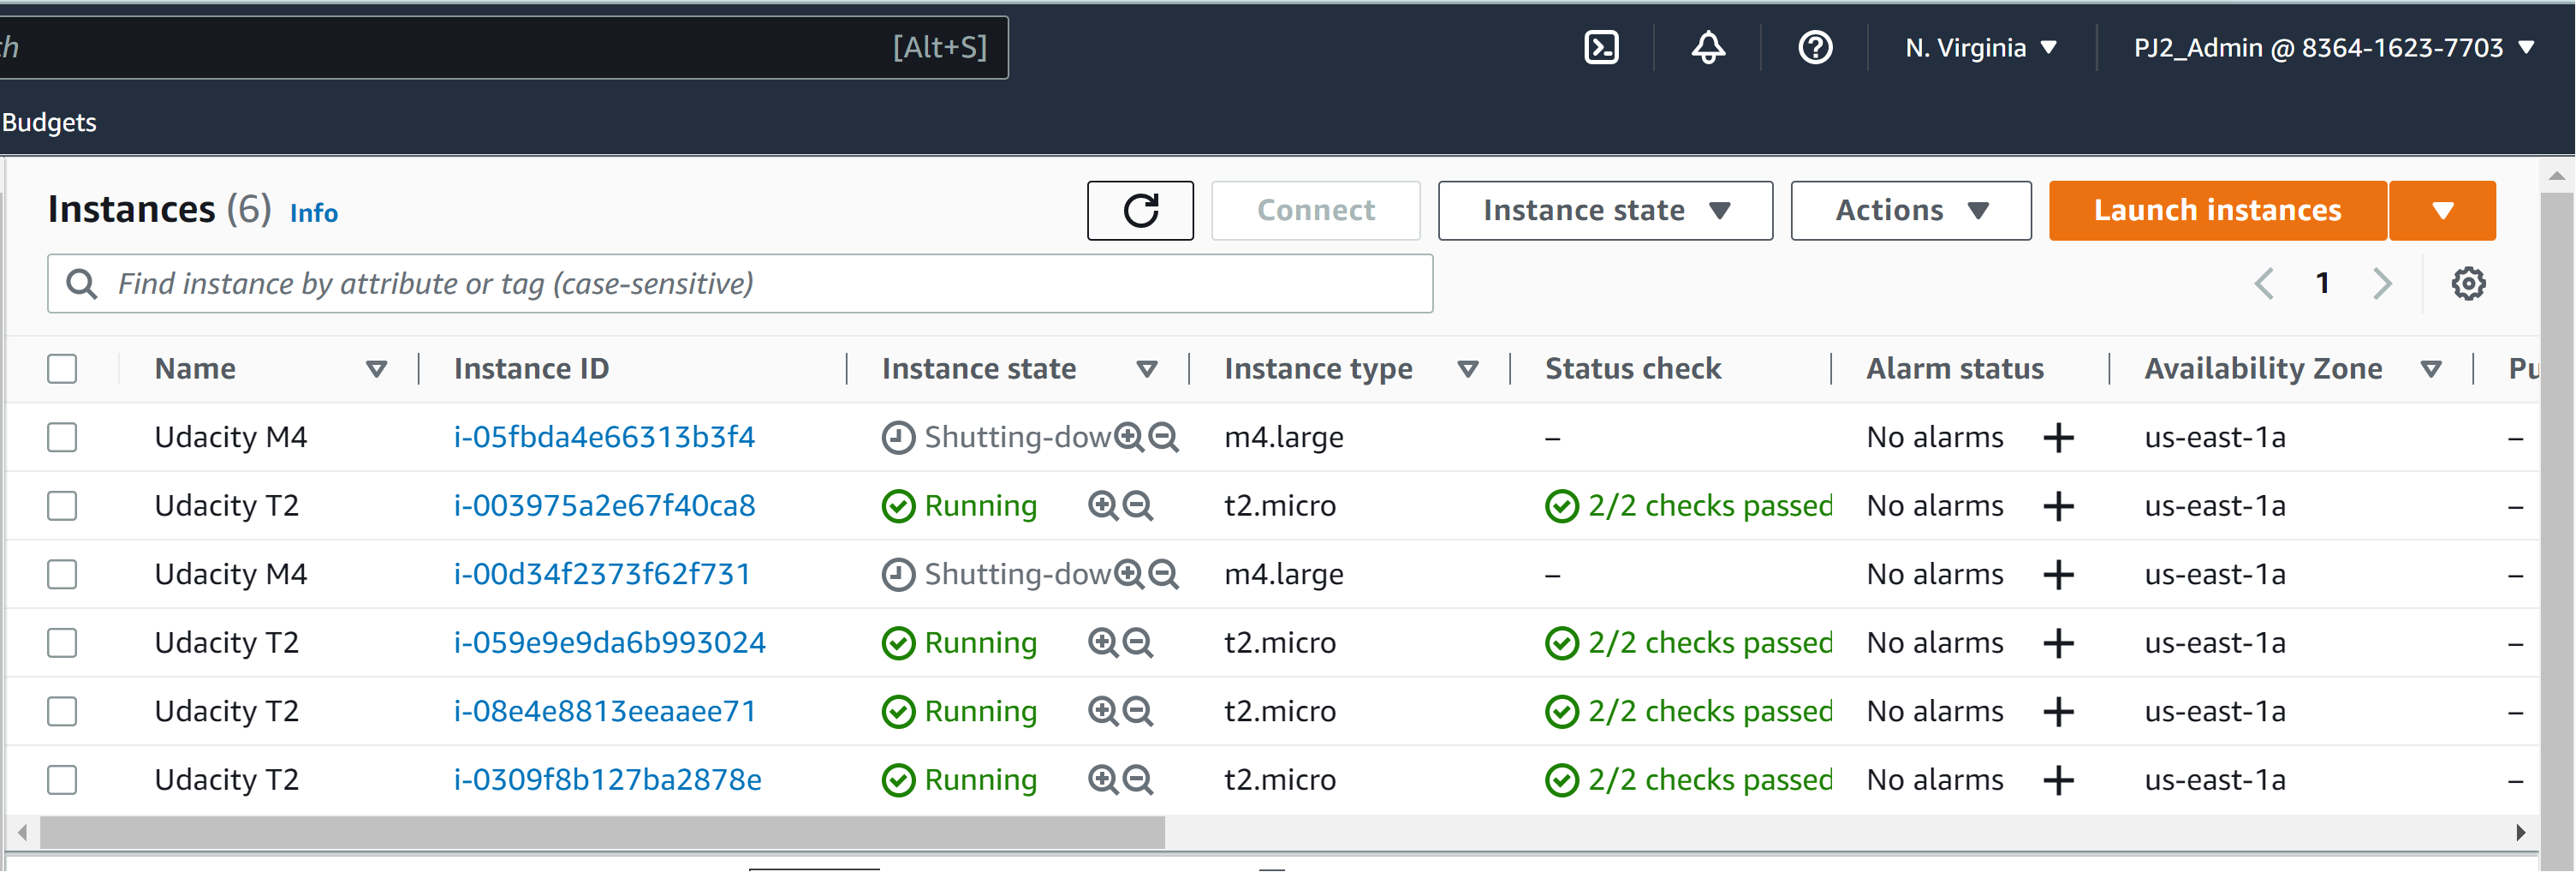 h [Alt+S] N. Virginia PJ2_Admin @ 8364-1623-7703
Budgets
Instances (6) Info Connect Instance state Actions Launch instances
Find instance by attribute or tag (case-sensitive) 1
Name Instance ID Instance state Instance type Status check Alarm status Availability Zone Pu
Udacity M4 i-05fbda4e66313b3f4 Shutting-dow m4.large – No alarms + us-east-1a –
Udacity T2 i-003975a2e67f40ca8 Running t2.micro 2/2 checks passed No alarms + us-east-1a –
Udacity M4 i-00d34f2373f62f731 Shutting-dow m4.large – No alarms + us-east-1a –
Udacity T2 i-059e9e9da6b993024 Running t2.micro 2/2 checks passed No alarms + us-east-1a –
Udacity T2 i-08e4e8813eeaaee71 Running t2.micro 2/2 checks passed No alarms + us-east-1a –
Udacity T2 i-0309f8b127ba2878e Running t2.micro 2/2 checks passed No alarms + us-east-1a –